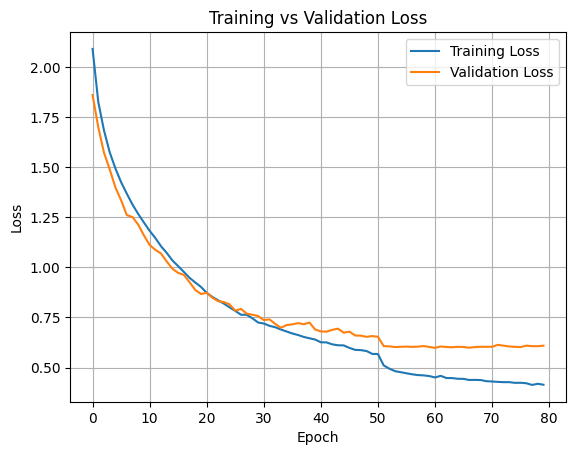 Training vs Validation Loss
Training Loss
Validation Loss
Loss
2.00
1.75
1.50
1.25
1.00
0.75
0.50
0 10 20 30 40 50 60 70 80
Epoch